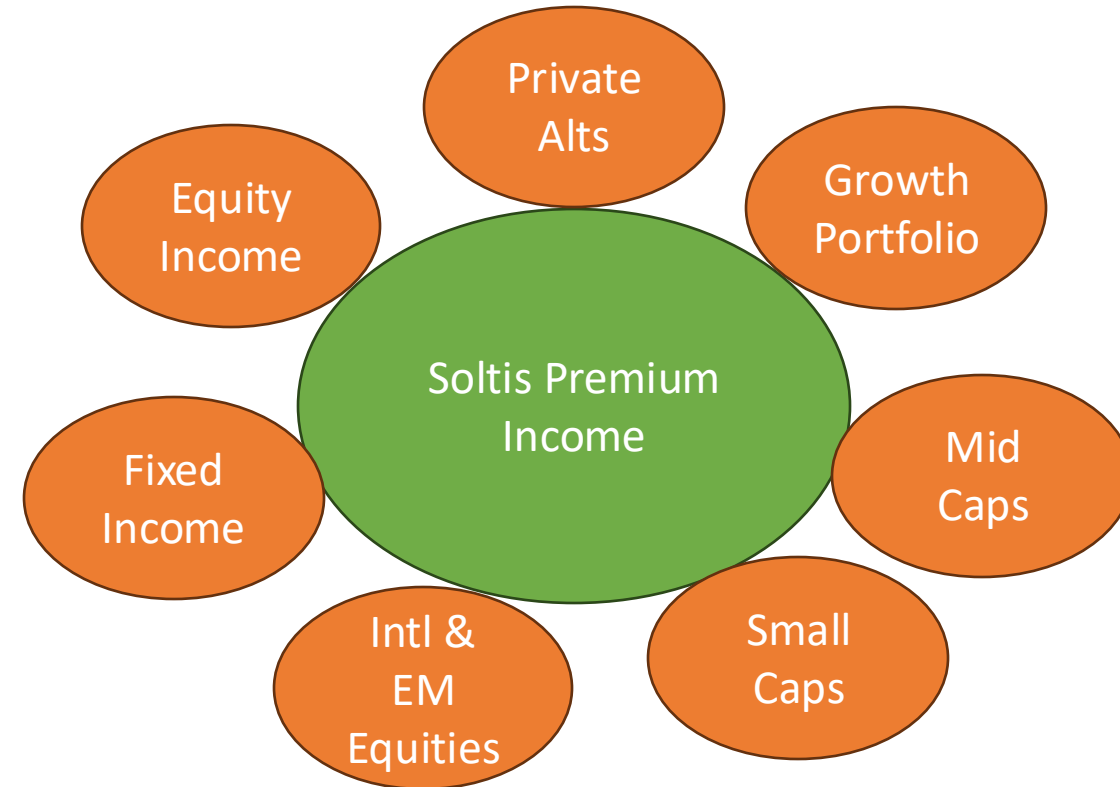 Private
Alts
Growth
Portfolio
Equity
Income
Soltis Premium
Income
Mid
Caps
Fixed
Income
Small
Caps
Intl &
EM
Equities